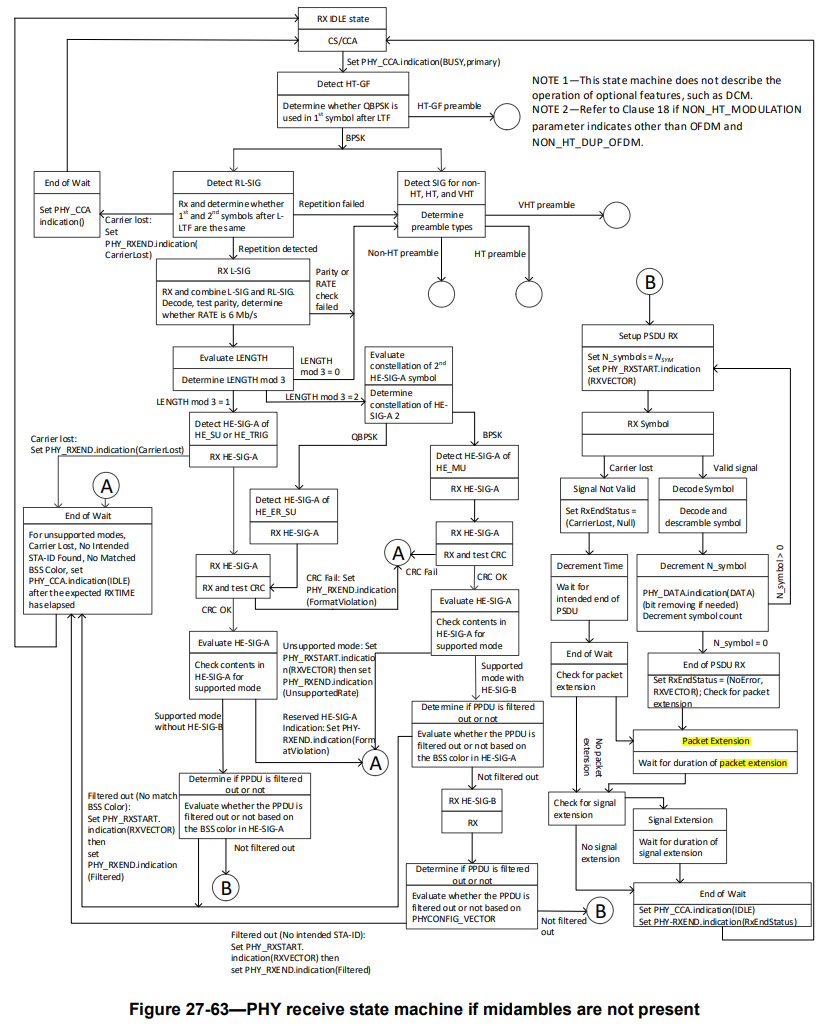 RX IDLE state
CS/CCA
Set PHY_CCA.indication(BUSY,primary)
Detect HT-GF
Determine whether QBPSK is
used in 1st symbol after LTF
HT-GF preamble
BPSK
NOTE 1—This state machine does not describe the
operation of optional features, such as DCM.
NOTE 2—Refer to Clause 18 if NON_HT_MODULATION
parameter indicates other than OFDM and
NON_HT_DUP_OFDM.
End of Wait
Set PHY_CCA
indication()
Carrier lost:
Set
PHY_RXEND.indication(
CarrierLost)
Detect RL-SIG
Rx and determine whether
1st and 2nd symbols after L-
LTF are the same
Repetition failed
Repetition detected
Detect SIG for non-
HT, HT, and VHT
Determine
preamble types
VHT preamble
Non-HT preamble
HT preamble
RX L-SIG
RX and combine L-SIG and RL-SIG.
Decode, test parity, determine
whether RATE is 6 Mb/s
Parity or
RATE
check
failed
Evaluate LENGTH
Determine LENGTH mod 3
LENGTH
mod 3 = 0
LENGTH mod 3 = 1
LENGTH mod 3 =2
Evaluate
constellation of 2nd
HE-SIG-A symbol
Determine
constellation of HE-
SIG-A 2
QBPSK
BPSK
Detect HE-SIG-A of
HE_SU or HE_TRIG
RX HE-SIG-A
Carrier lost:
Set PHY_RXEND.indication(CarrierLost)
A
End of Wait
For unsupported modes,
Carrier Lost, No Intended
STA-ID Found, No Matched
BSS Color, set
PHY_CCA.indication(IDLE)
after the expected RXTIME
has elapsed
Detect HE-SIG-A of
HE_ER_SU
RX HE-SIG-A
Detect HE-SIG-A of
HE_MU
RX HE-SIG-A
RX HE-SIG-A
RX and test CRC
A
CRC Fail
CRC OK
RX HE-SIG-A
RX and test CRC
CRC Fail: Set
PHY_RXEND.indication
(FormatViolation)
CRC OK
Evaluate HE-SIG-A
Check contents in
HE-SIG-A for
supported mode
Evaluate HE-SIG-A
Check contents in
HE-SIG-A for
supported mode
Unsupported mode: Set
PHY_RXSTART.indicatio
n(RXVECTOR) then set
PHY_RXEND.indication
(UnsupportedRate)
Reserved HE-SIG-A
Indication: Set PHY-
RXEND.indication(Form
atViolation)
A
Supported
mode with
HE-SIG-B
Supported mode
without HE-SIG-B
Determine if PPDU is filtered
out or not
Evaluate whether the PPDU is
filtered out or not based on
the BSS color in HE-SIG-A
Not filtered out
RX HE-SIG-B
RX
Determine if PPDU is filtered
out or not
Evaluate whether the PPDU is
filtered out or not based on
the BSS color in HE-SIG-A
Not filtered out
B
Filtered out (No match
BSS Color):
Set PHY_RXSTART.
indication(RXVECTOR)
then
set
PHY_RXEND.indication
(Filtered)
Determine if PPDU is filtered
out or not
Evaluate whether the PPDU is
filtered out or not based on
PHYCONFIG_VECTOR
Not filtered
out
B
Filtered out (No intended STA-ID):
Set PHY_RXSTART.
indication(RXVECTOR) then
set PHY_RXEND.indication(Filtered)
B
Setup PSDU RX
Set N_symbols = NSYM
Set PHY_RXSTART.indication
(RXVECTOR)
RX Symbol
Carrier lost
Valid signal
Signal Not Valid
Set RxEndStatus =
(CarrierLost, Null)
Decode Symbol
Decode and
descramble symbol
Decrement Time
Wait for
intended end of
PSDU
Decrement N_symbol
PHY_DATA.indication(DATA)
(bit removing if needed)
Decrement symbol count
N_symbol > 0
N_symbol = 0
End of Wait
Check for packet
extension
End of PSDU RX
Set RxEndStatus = (NoError,
RXVECTOR); Check for packet
extension
Packet Extension
Wait for duration of packet extension
No packet
extension
Check for signal
extension
Signal Extension
Wait for duration of
signal extension
No signal
extension
End of Wait
Set PHY_CCA.indication(IDLE)
Set PHY-RXEND.indication(RxEndStatus)
Figure 27-63—PHY receive state machine if midambles are not present